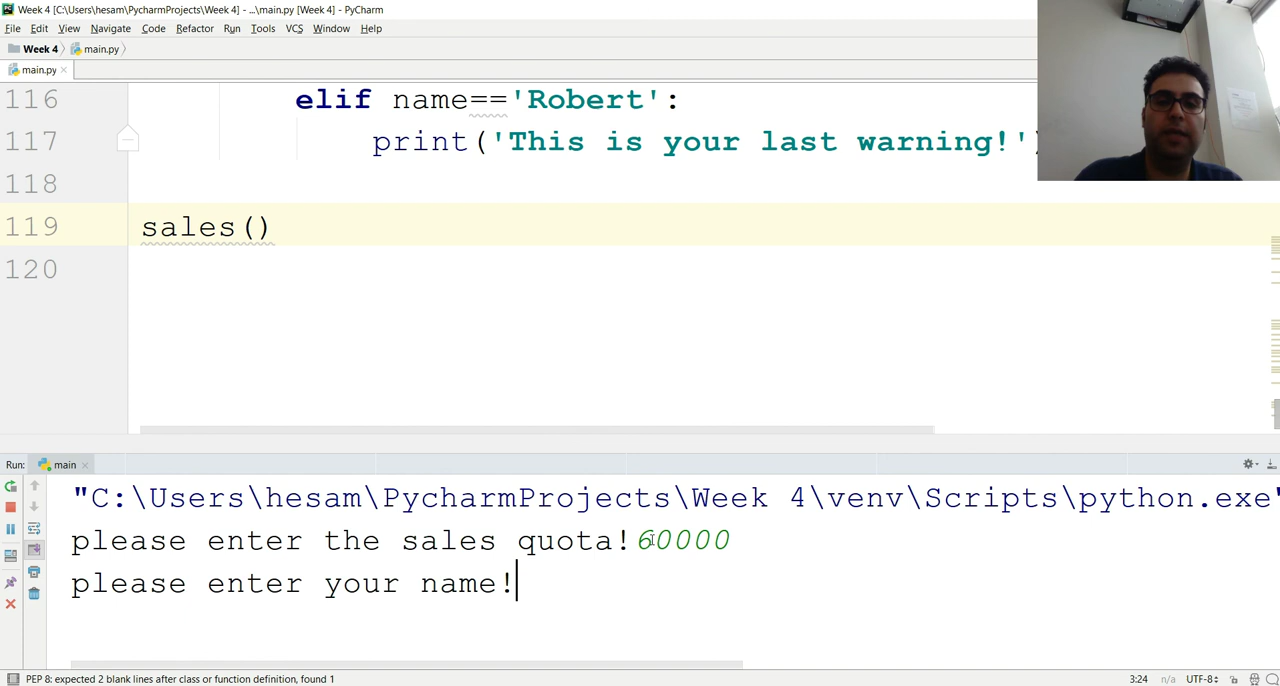 Week 4 [C:\Users\hesam\PycharmProjects\Week 4] - ...\main.py [Week 4] - PyCharm
File Edit View Navigate Code Refactor Run Tools VCS Window Help
Week 4 main.py
main.py
116 elif name=='Robert':
117 print('This is your last warning!')
118
119 sales()
120
Run: main
"C:\Users\hesam\PycharmProjects\Week 4\venv\Scripts\python.exe"
please enter the sales quota!60000
please enter your name!
PEP 8: expected 2 blank lines after class or function definition, found 1 3:24 n/a UTF-8